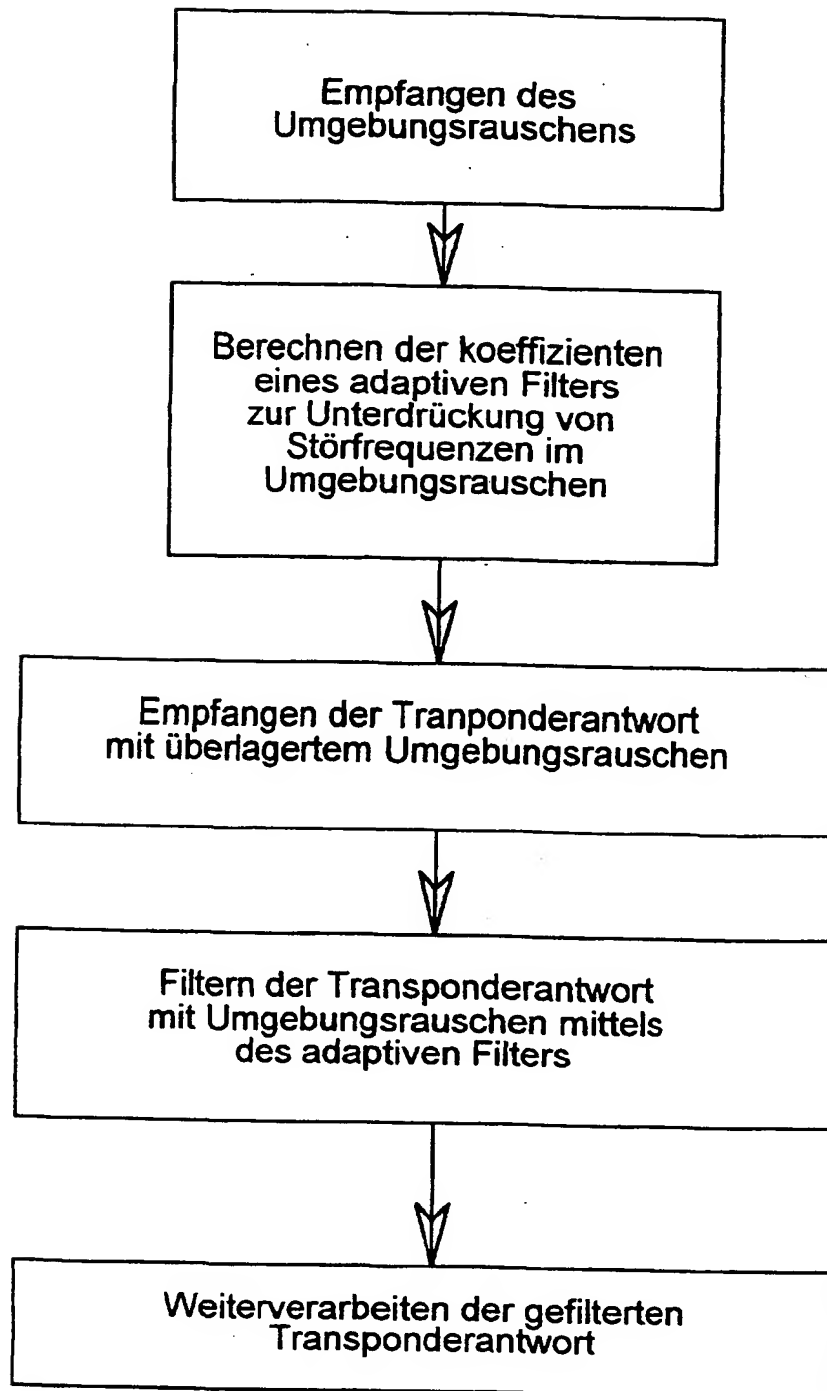 Empfangen des
Umgebungsrauschens
Berechnen der koeffizienten
eines adaptiven Filters
zur Unterdrückung von
Störfrequenzen im
Umgebungsrauschen
Empfangen der Tranponderantwort
mit überlagertem Umgebungsrauschen
Filtern der Transponderantwort
mit Umgebungsrauschen mittels
des adaptiven Filters
Weiterverarbeiten der gefilterten
Transponderantwort